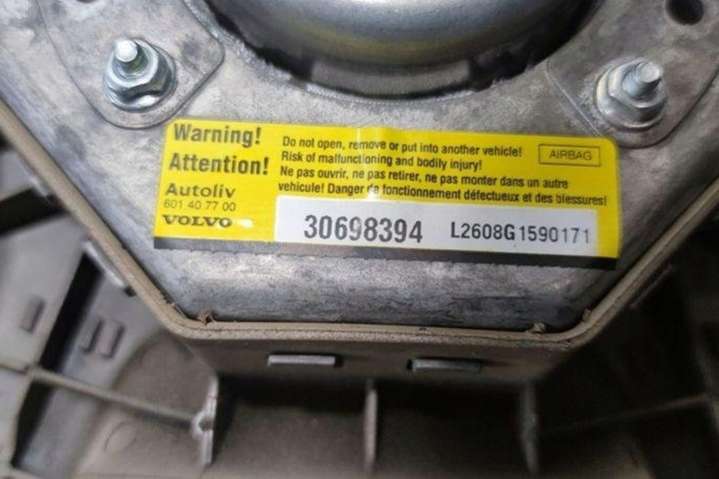 Warning!
Attention!
Autoliv
601 40 77 00
VOLVO
Do not open, remove or put into another vehicle!
Risk of malfunctioning and bodily injury!
Ne pas ouvrir, ne pas retirer, ne pas monter dans un autre
vehicule! Danger de fonctionnement défectueux et des blessures!
AIRBAG
30698394 L2608G1590171